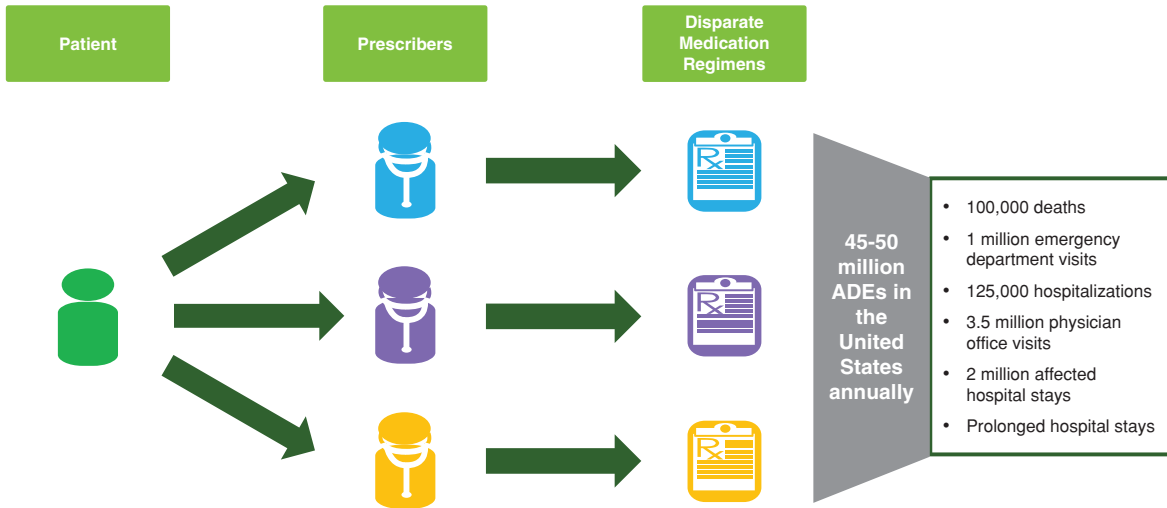 Patient
Prescribers
Disparate
Medication
Regimens
Rx
Rx
Rx
45-50
million
ADEs in
the
United
States
annually
• 100,000 deaths
• 1 million emergency
department visits
• 125,000 hospitalizations
• 3.5 million physician
office visits
• 2 million affected
hospital stays
• Prolonged hospital stays